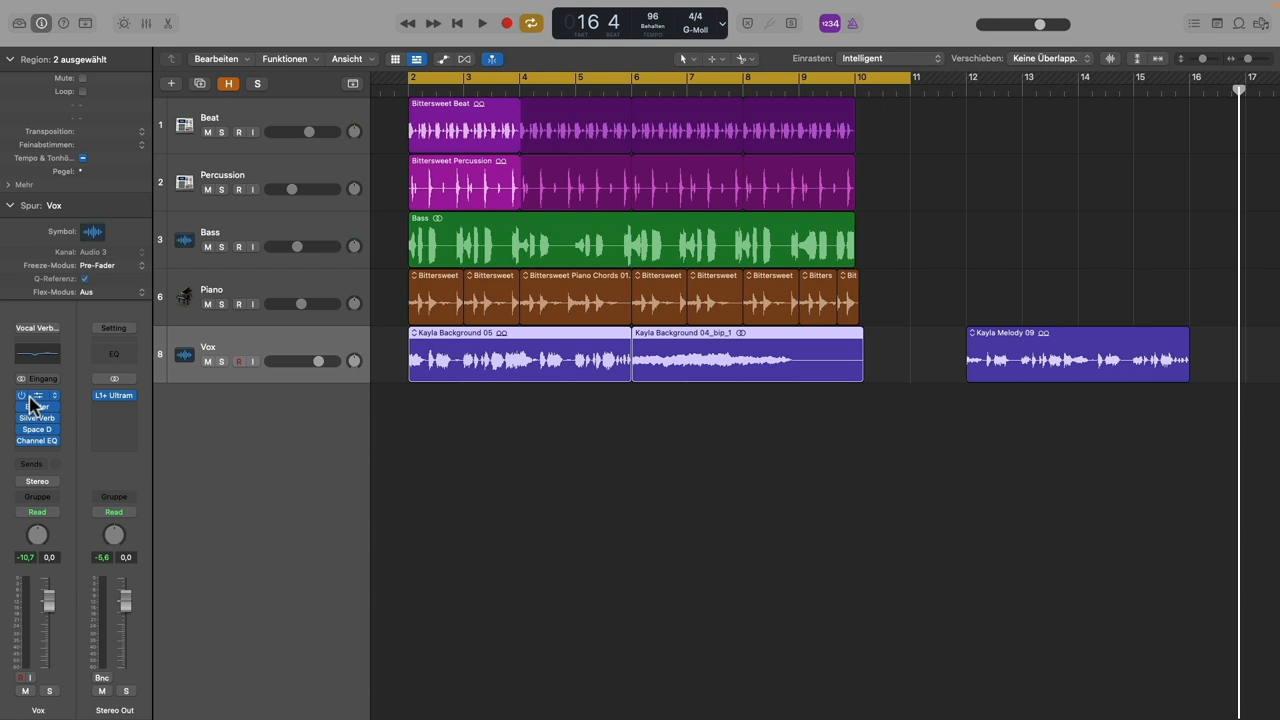 16 4
TAKT
BEAT
96
Behalten
TEMPO
4/4
G-Moll
1234
S
Region: 2 ausgewählt
Bearbeiten
Funktionen
Ansicht
Einrasten: Intelligent
Verschieben: Keine Überlapp.
Mute:
Loop:
Transposition:
Feinabstimmen:
Tempo & Tonhö...
Pegel:
Mehr
Spur: Vox
Symbol:
Kanal: Audio 3
Freeze-Modus: Pre-Fader
Q-Referenz:
Flex-Modus: Aus
H
S
2 3 4 5 6 7 8 9 10 11 12 13 14 15 16 17
1
Beat
M S R I
Bittersweet Beat
2
Percussion
M S R I
Bittersweet Percussion
3
Bass
M S R I
Bass
6
Piano
M S R I
Bittersweet
Bittersweet
Bittersweet Piano Chords 01.
Bittersweet
Bittersweet
Bittersweet
Bitters
Bit
8
Vox
M S R I
Kayla Background 05
Kayla Background 04_bip_1
Kayla Melody 09
Vocal Verb...
Setting
EQ
Eingang
L1+ Ultram
SilverVerb
Space D
Channel EQ
Sends
Stereo
Gruppe
Gruppe
Read
Read
-10,7
0,0
-5,6
0,0
R I
Bnc
M S
M S
Vox
Stereo Out